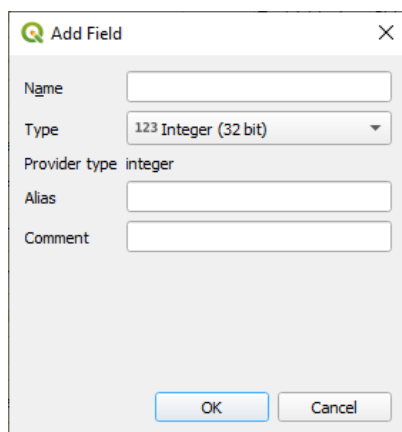 Add Field
Name
Type 123 Integer (32 bit)
Provider type integer
Alias
Comment
OK Cancel